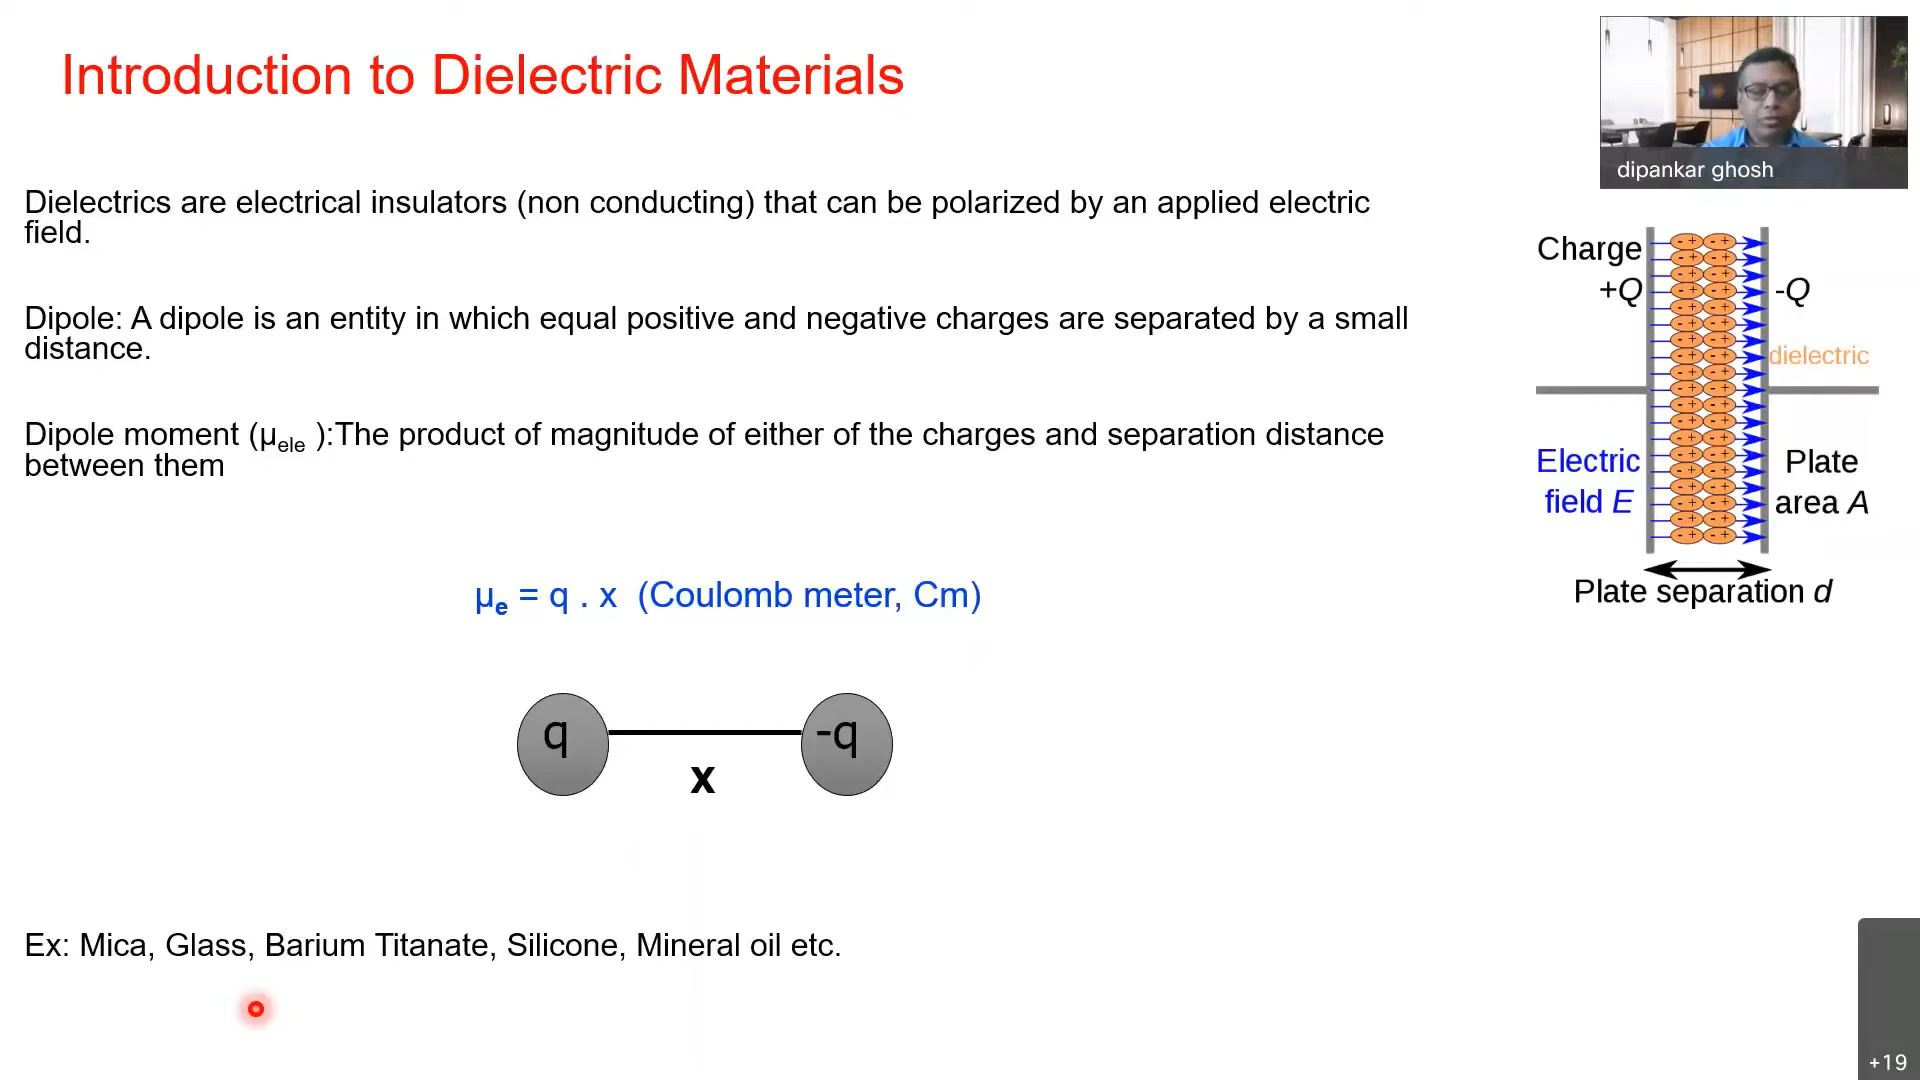 Introduction to Dielectric Materials
dipankar ghosh
Dielectrics are electrical insulators (non conducting) that can be polarized by an applied electric
field.
Dipole: A dipole is an entity in which equal positive and negative charges are separated by a small
distance.
Dipole moment (μele ):The product of magnitude of either of the charges and separation distance
between them
μe = q . x (Coulomb meter, Cm)
q
-q
x
Ex: Mica, Glass, Barium Titanate, Silicone, Mineral oil etc.
Charge
+Q
-Q
dielectric
Electric
field E
Plate
area A
Plate separation d
+19